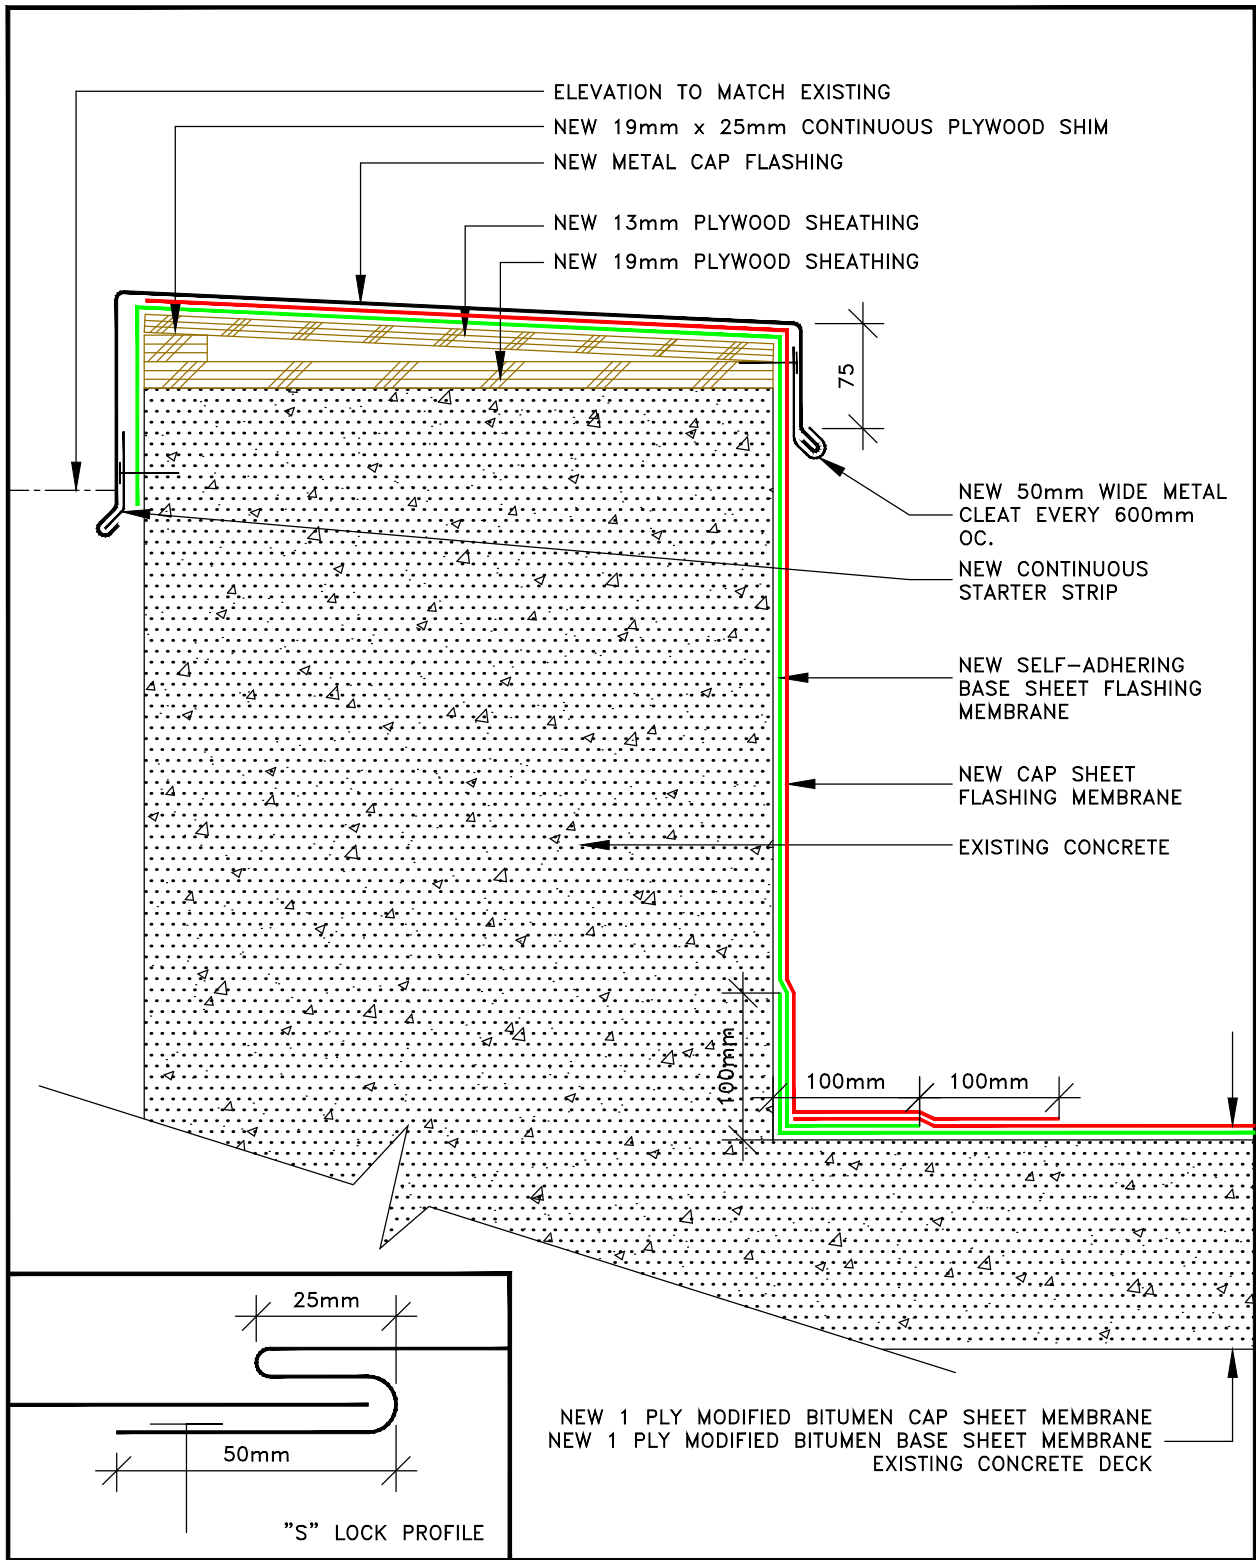 ELEVATION TO MATCH EXISTING
NEW 19mm x 25mm CONTINUOUS PLYWOOD SHIM
NEW METAL CAP FLASHING
NEW 13mm PLYWOOD SHEATHING
NEW 19mm PLYWOOD SHEATHING
75
NEW 50mm WIDE METAL
CLEAT EVERY 600mm
OC.
NEW CONTINUOUS
STARTER STRIP
NEW SELF-ADHERING
BASE SHEET FLASHING
MEMBRANE
NEW CAP SHEET
FLASHING MEMBRANE
EXISTING CONCRETE
100mm
100mm
100mm
25mm
50mm
"S" LOCK PROFILE
NEW 1 PLY MODIFIED BITUMEN CAP SHEET MEMBRANE
NEW 1 PLY MODIFIED BITUMEN BASE SHEET MEMBRANE
EXISTING CONCRETE DECK